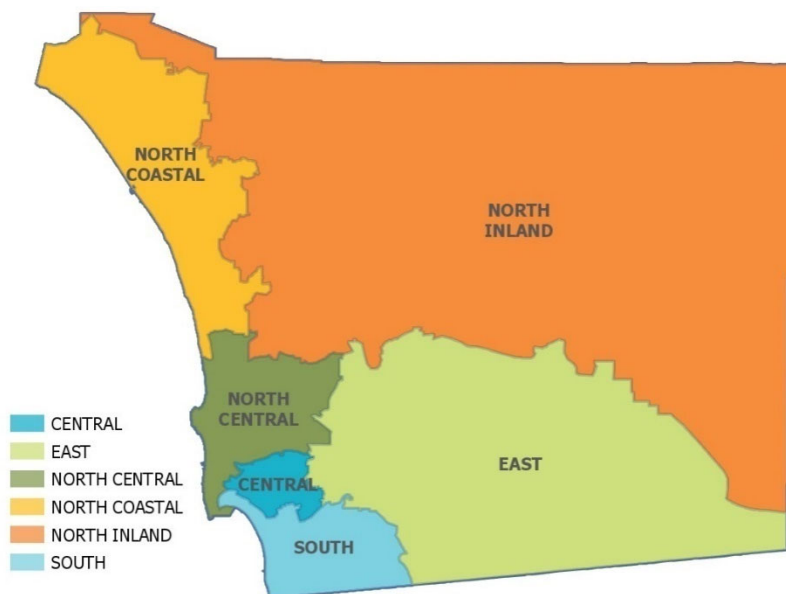 NORTH
COASTAL
NORTH
INLAND
NORTH
CENTRAL
EAST
CENTRAL
SOUTH
CENTRAL
EAST
NORTH CENTRAL
NORTH COASTAL
NORTH INLAND
SOUTH